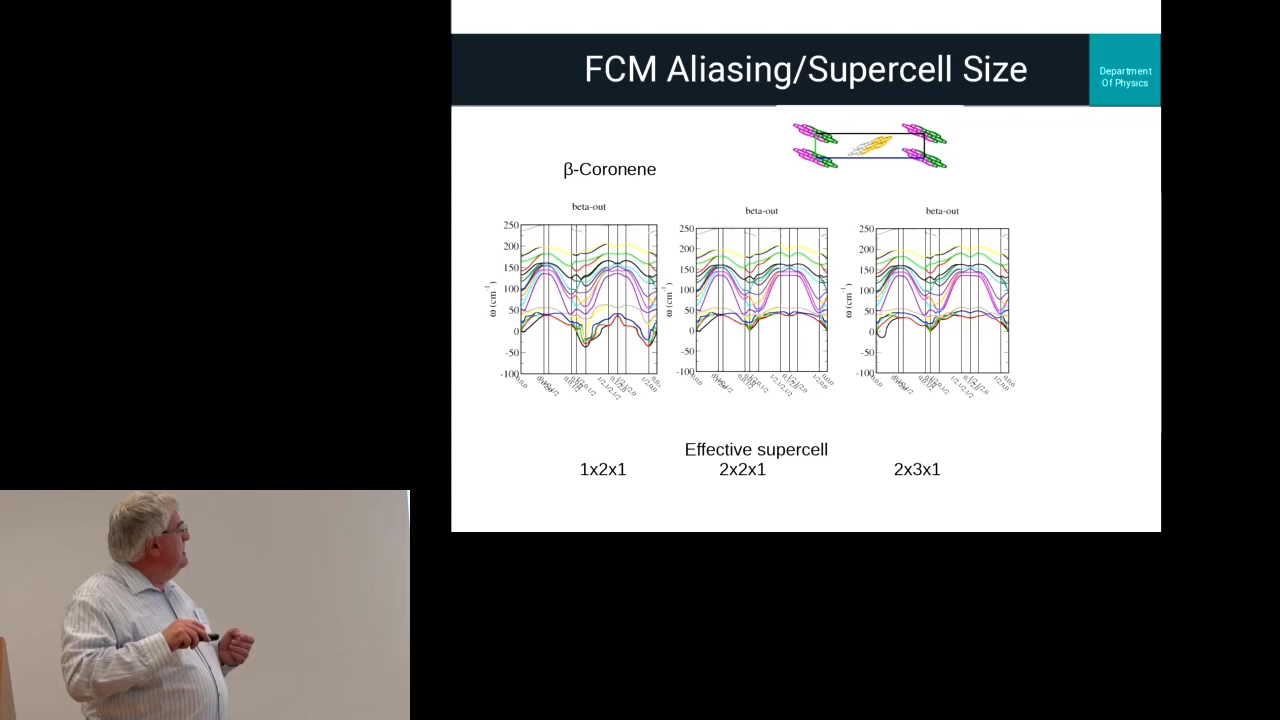 FCM Aliasing/Supercell Size
Department
Of Physics
β-Coronene
beta-out
beta-out
beta-out
250
200
150
100
50
0
-50
-100
ω (cm⁻¹)
250
200
150
100
50
0
-50
-100
ω (cm⁻¹)
250
200
150
100
50
0
-50
-100
ω (cm⁻¹)
Effective supercell
1x2x1
2x2x1
2x3x1